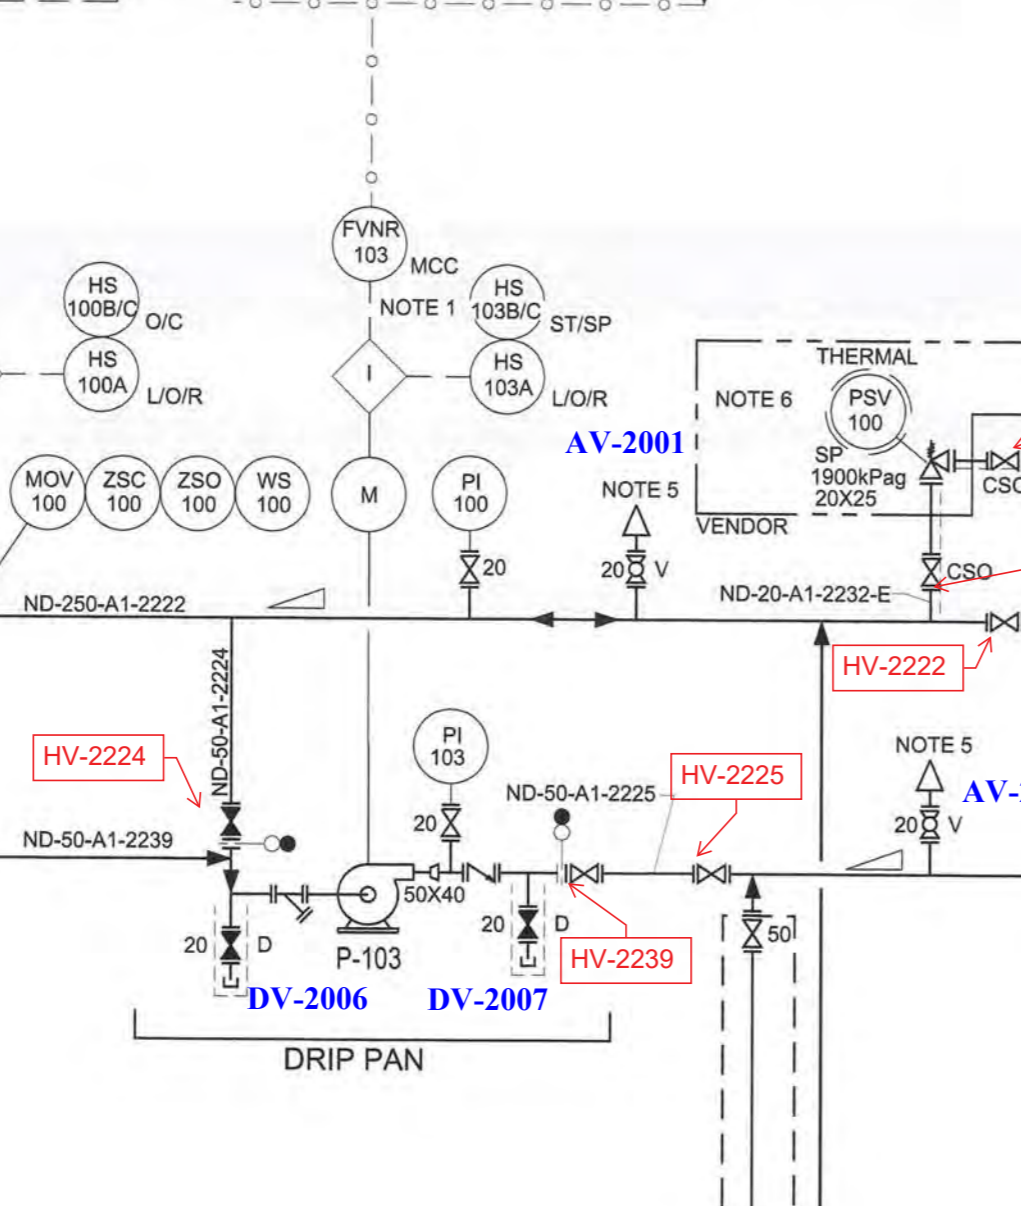 FVNR
103
MCC
HS
100B/C
O/C
NOTE 1
HS
103B/C
ST/SP
HS
100A
L/O/R
I
HS
103A
L/O/R
THERMAL
NOTE 6
PSV
100
AV-2001
SP
1900kPag
20X25
CSO
VENDOR
MOV
100
ZSC
100
ZSO
100
WS
100
M
PI
100
NOTE 5
20
20
V
CSO
ND-250-A1-2222
ND-20-A1-2232-E
HV-2222
ND-50-A1-2224
HV-2224
PI
103
NOTE 5
HV-2225
ND-50-A1-2225
20
20
V
ND-50-A1-2239
50X40
20
D
P-103
20
D
HV-2239
50
DV-2006
DV-2007
DRIP PAN